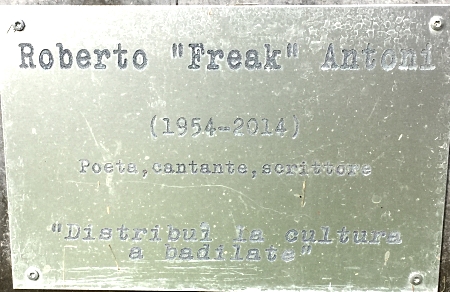 Roberto "Freak" Antoni
(1954-2014)
Poeta, cantante, scrittore
"Distribuì la cultura
a badilate"